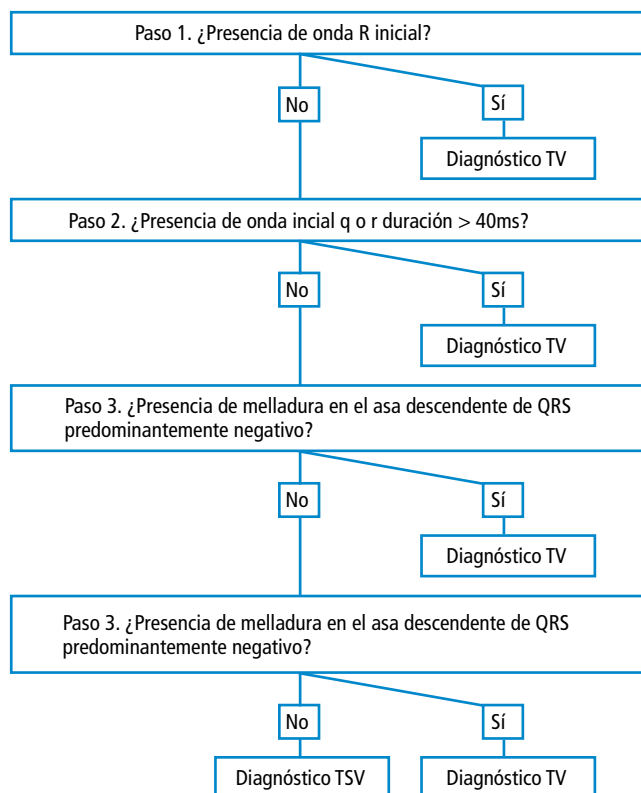 Paso 1. ¿Presencia de onda R inicial?
No
Sí
Diagnóstico TV
Paso 2. ¿Presencia de onda incial q o r duración > 40ms?
No
Sí
Diagnóstico TV
Paso 3. ¿Presencia de melladura en el asa descendente de QRS
predominantemente negativo?
No
Sí
Diagnóstico TV
Paso 3. ¿Presencia de melladura en el asa descendente de QRS
predominantemente negativo?
No
Sí
Diagnóstico TSV
Diagnóstico TV